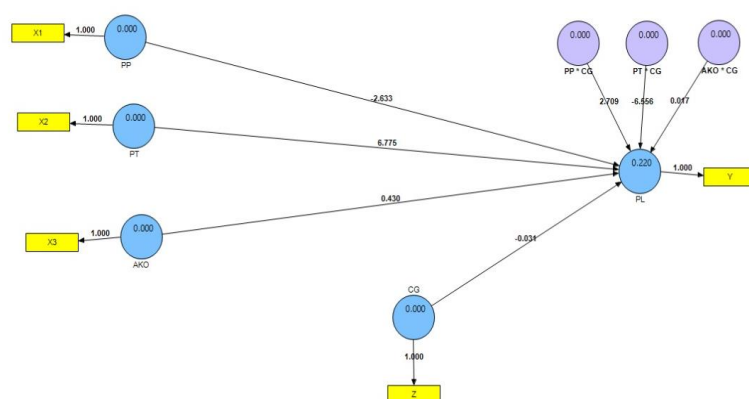 X1
1.000
0.000
PP
X2
1.000
0.000
PT
X3
1.000
0.000
AKO
-2.633
6.775
0.430
-0.031
0.000
PP * CG
0.000
PT * CG
0.000
AKO * CG
2.709
-6.556
0.017
0.220
PL
1.000
Y
CG
0.000
1.000
Z